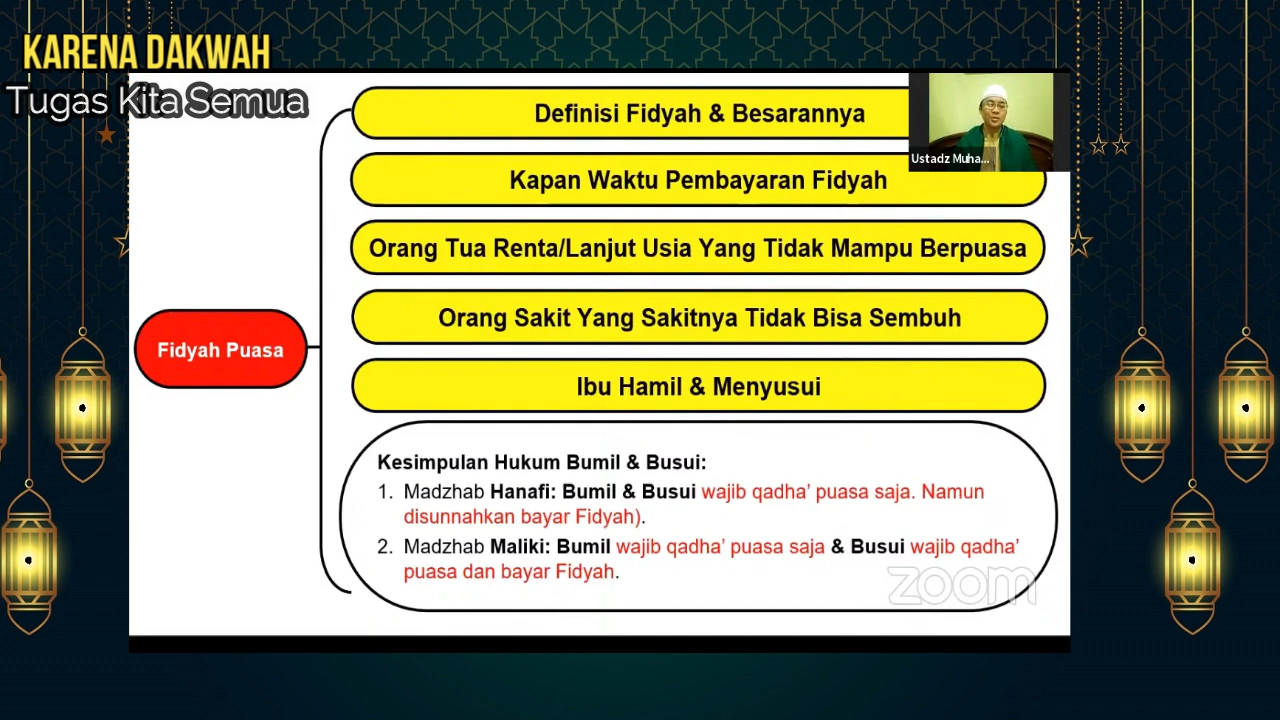 KARENA DAKWAH
Tugas Kita Semua
Definisi Fidyah & Besarannya
Ustadz Muha...
Kapan Waktu Pembayaran Fidyah
Orang Tua Renta/Lanjut Usia Yang Tidak Mampu Berpuasa
Orang Sakit Yang Sakitnya Tidak Bisa Sembuh
Fidyah Puasa
Ibu Hamil & Menyusui
Kesimpulan Hukum Bumil & Busui:
1. Madzhab Hanafi: Bumil & Busui wajib qadha’ puasa saja. Namun
disunnahkan bayar Fidyah).
2. Madzhab Maliki: Bumil wajib qadha’ puasa saja & Busui wajib qadha’
puasa dan bayar Fidyah.
zoom